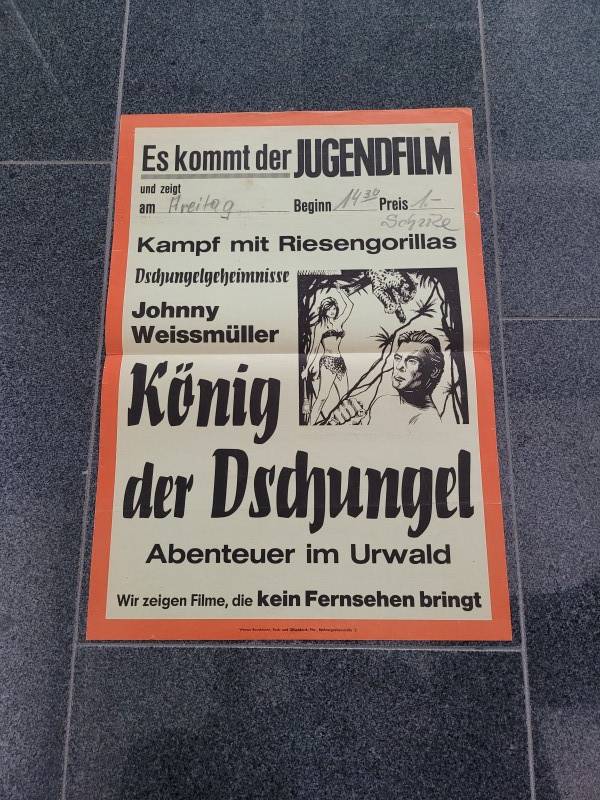 Es kommt der JUGENDFILM
und zeigt
am Freitag Beginn 14 30 Preis 1.-
Kampf mit Riesengorillas
Dschungelgeheimnisse
Johnny
Weissmüller
König
der Dschungel
Abenteuer im Urwald
Wir zeigen Filme, die kein Fernsehen bringt